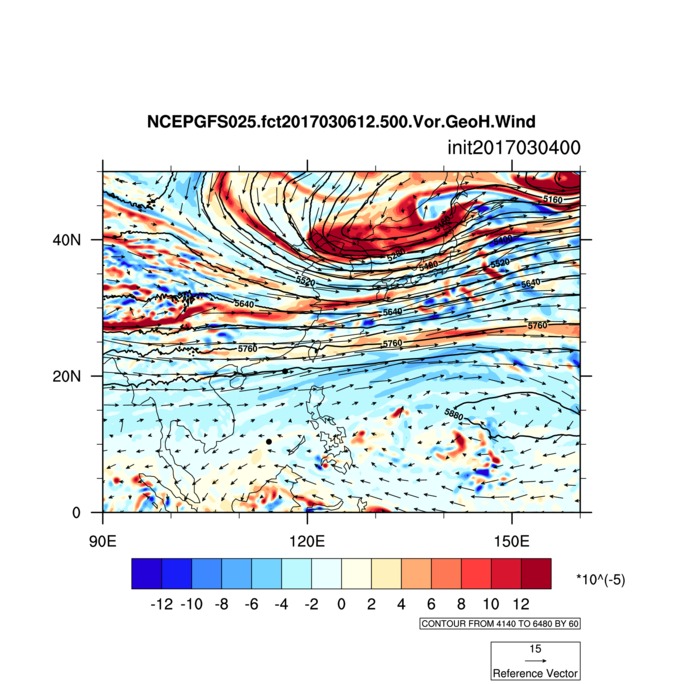 NCEPGFS025.fct2017030612.500.Vor.GeoH.Wind
init2017030400
5160
40N
5280
5400
5520
5520
5640
5640
5640
5760
5760
5760
20N
5880
0
90E 120E 150E
-12 -10 -8 -6 -4 -2 0 2 4 6 8 10 12
*10^(-5)
CONTOUR FROM 4140 TO 6480 BY 60
15
Reference Vector